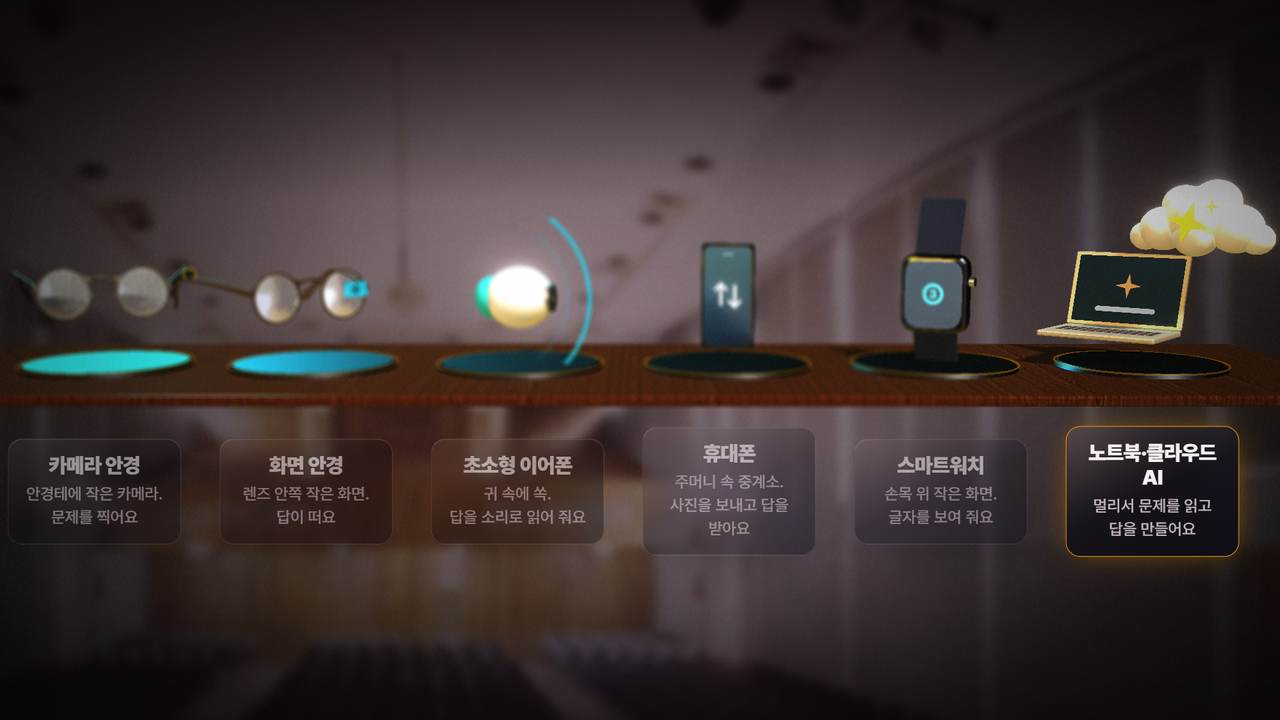 카메라 안경
안경테에 작은 카메라.
문제를 찍어요
화면 안경
렌즈 안쪽 작은 화면.
답이 떠요
초소형 이어폰
귀 속에 쏙.
답을 소리로 읽어 줘요
휴대폰
주머니 속 중계소.
사진을 보내고 답을
받아요
스마트워치
손목 위 작은 화면.
글자를 보여 줘요
노트북·클라우드
AI
멀리서 문제를 읽고
답을 만들어요